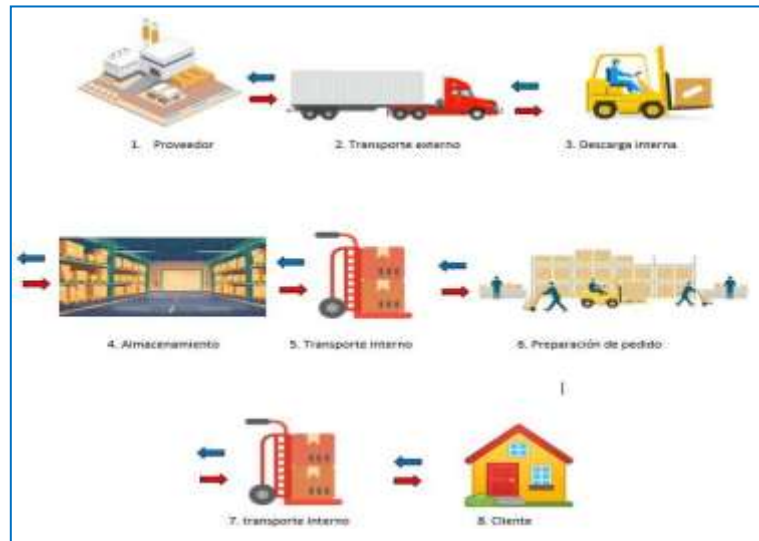 1. Proveedor
2. Transporte externo
3. Descarga interna
4. Almacenamiento
5. Transporte Interno
6. Preparación de pedido
7. transporte Interno
8. Cliente